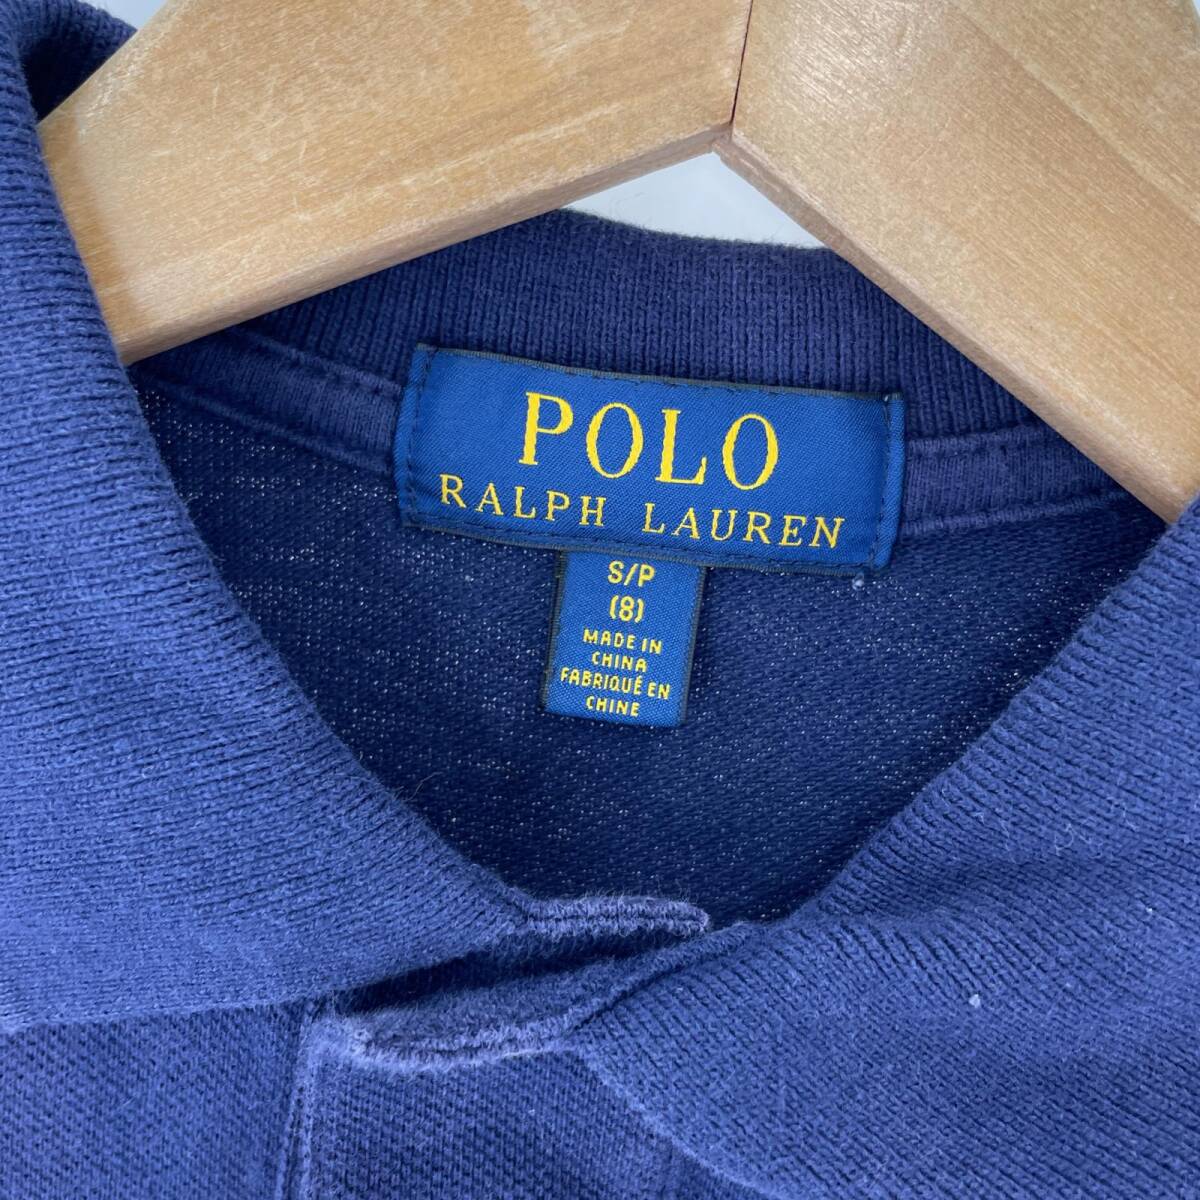 POLO
RALPH LAUREN
S/P
(8)
MADE IN
CHINA
FABRIQUÉ EN
CHINE